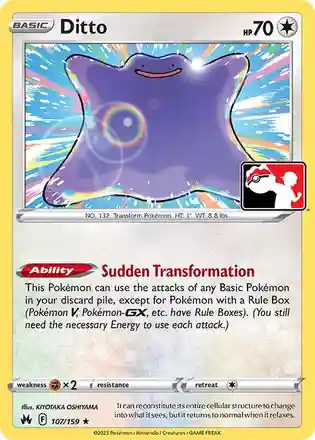 BASIC Ditto HP 70
NO. 132 Transform Pokémon HT: 1' WT: 8.8 lbs
Ability Sudden Transformation
This Pokémon can use the attacks of any Basic Pokémon
in your discard pile, except for Pokémon with a Rule Box
(Pokémon V, Pokémon-GX, etc. have Rule Boxes). (You still
need the necessary Energy to use each attack.)
weakness ×2 resistance retreat
Illus. KIYOTAKA OSHIYAMA
F 107/159 ★
It can reconstitute its entire cellular structure to change
into what it sees, but it returns to normal when it relaxes.
©2023 Pokémon / Nintendo / Creatures / GAME FREAK